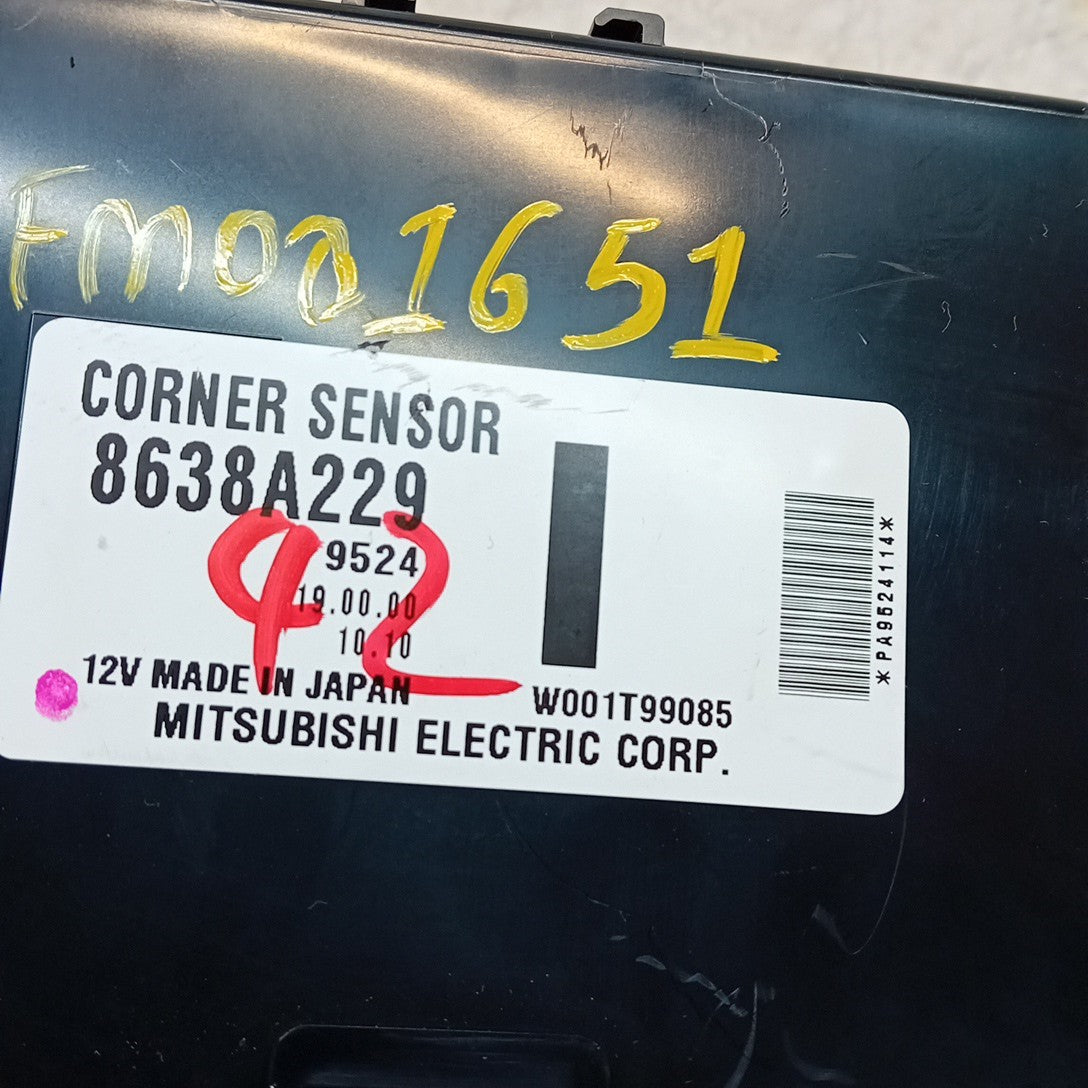 FM001651
CORNER SENSOR
8638A229
42
9524
19.00.00
10.10
12V MADE IN JAPAN
W001T99085
MITSUBISHI ELECTRIC CORP.
*PA9524114*